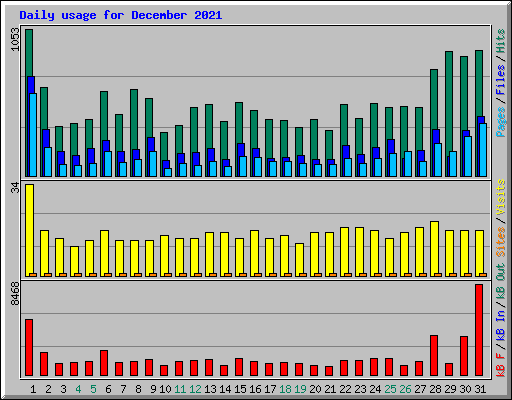 Daily usage for December 2021
1053
Pages / Files / Hits
34
Sites / Visits
8468
kB F / kB In / kB Out
1 2 3 4 5 6 7 8 9 10 11 12 13 14 15 16 17 18 19 20 21 22 23 24 25 26 27 28 29 30 31